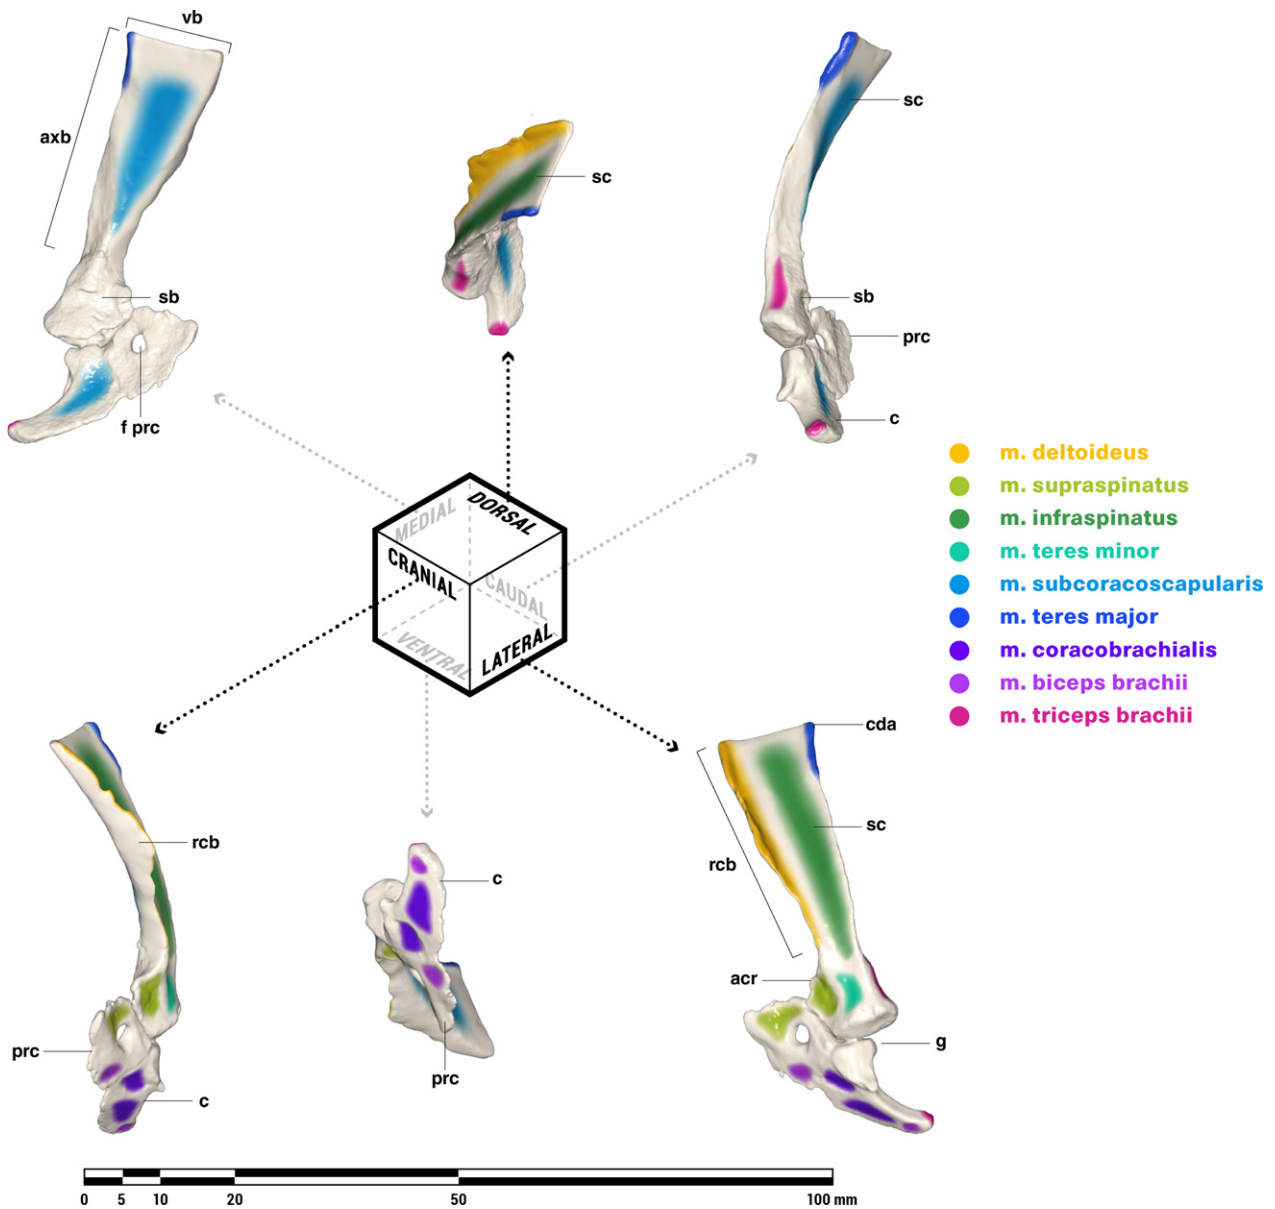 vb
axb
sb
f prc
sc
sc
sb
prc
c
DORSAL
MEDIAL
CRANIAL
CAUDAL
VENTRAL
LATERAL
m. deltoideus
m. supraspinatus
m. infraspinatus
m. teres minor
m. subcoracoscapularis
m. teres major
m. coracobrachialis
m. biceps brachii
m. triceps brachii
rcb
prc
c
c
prc
cda
sc
rcb
acr
g
0 5 10 20 50 100 mm